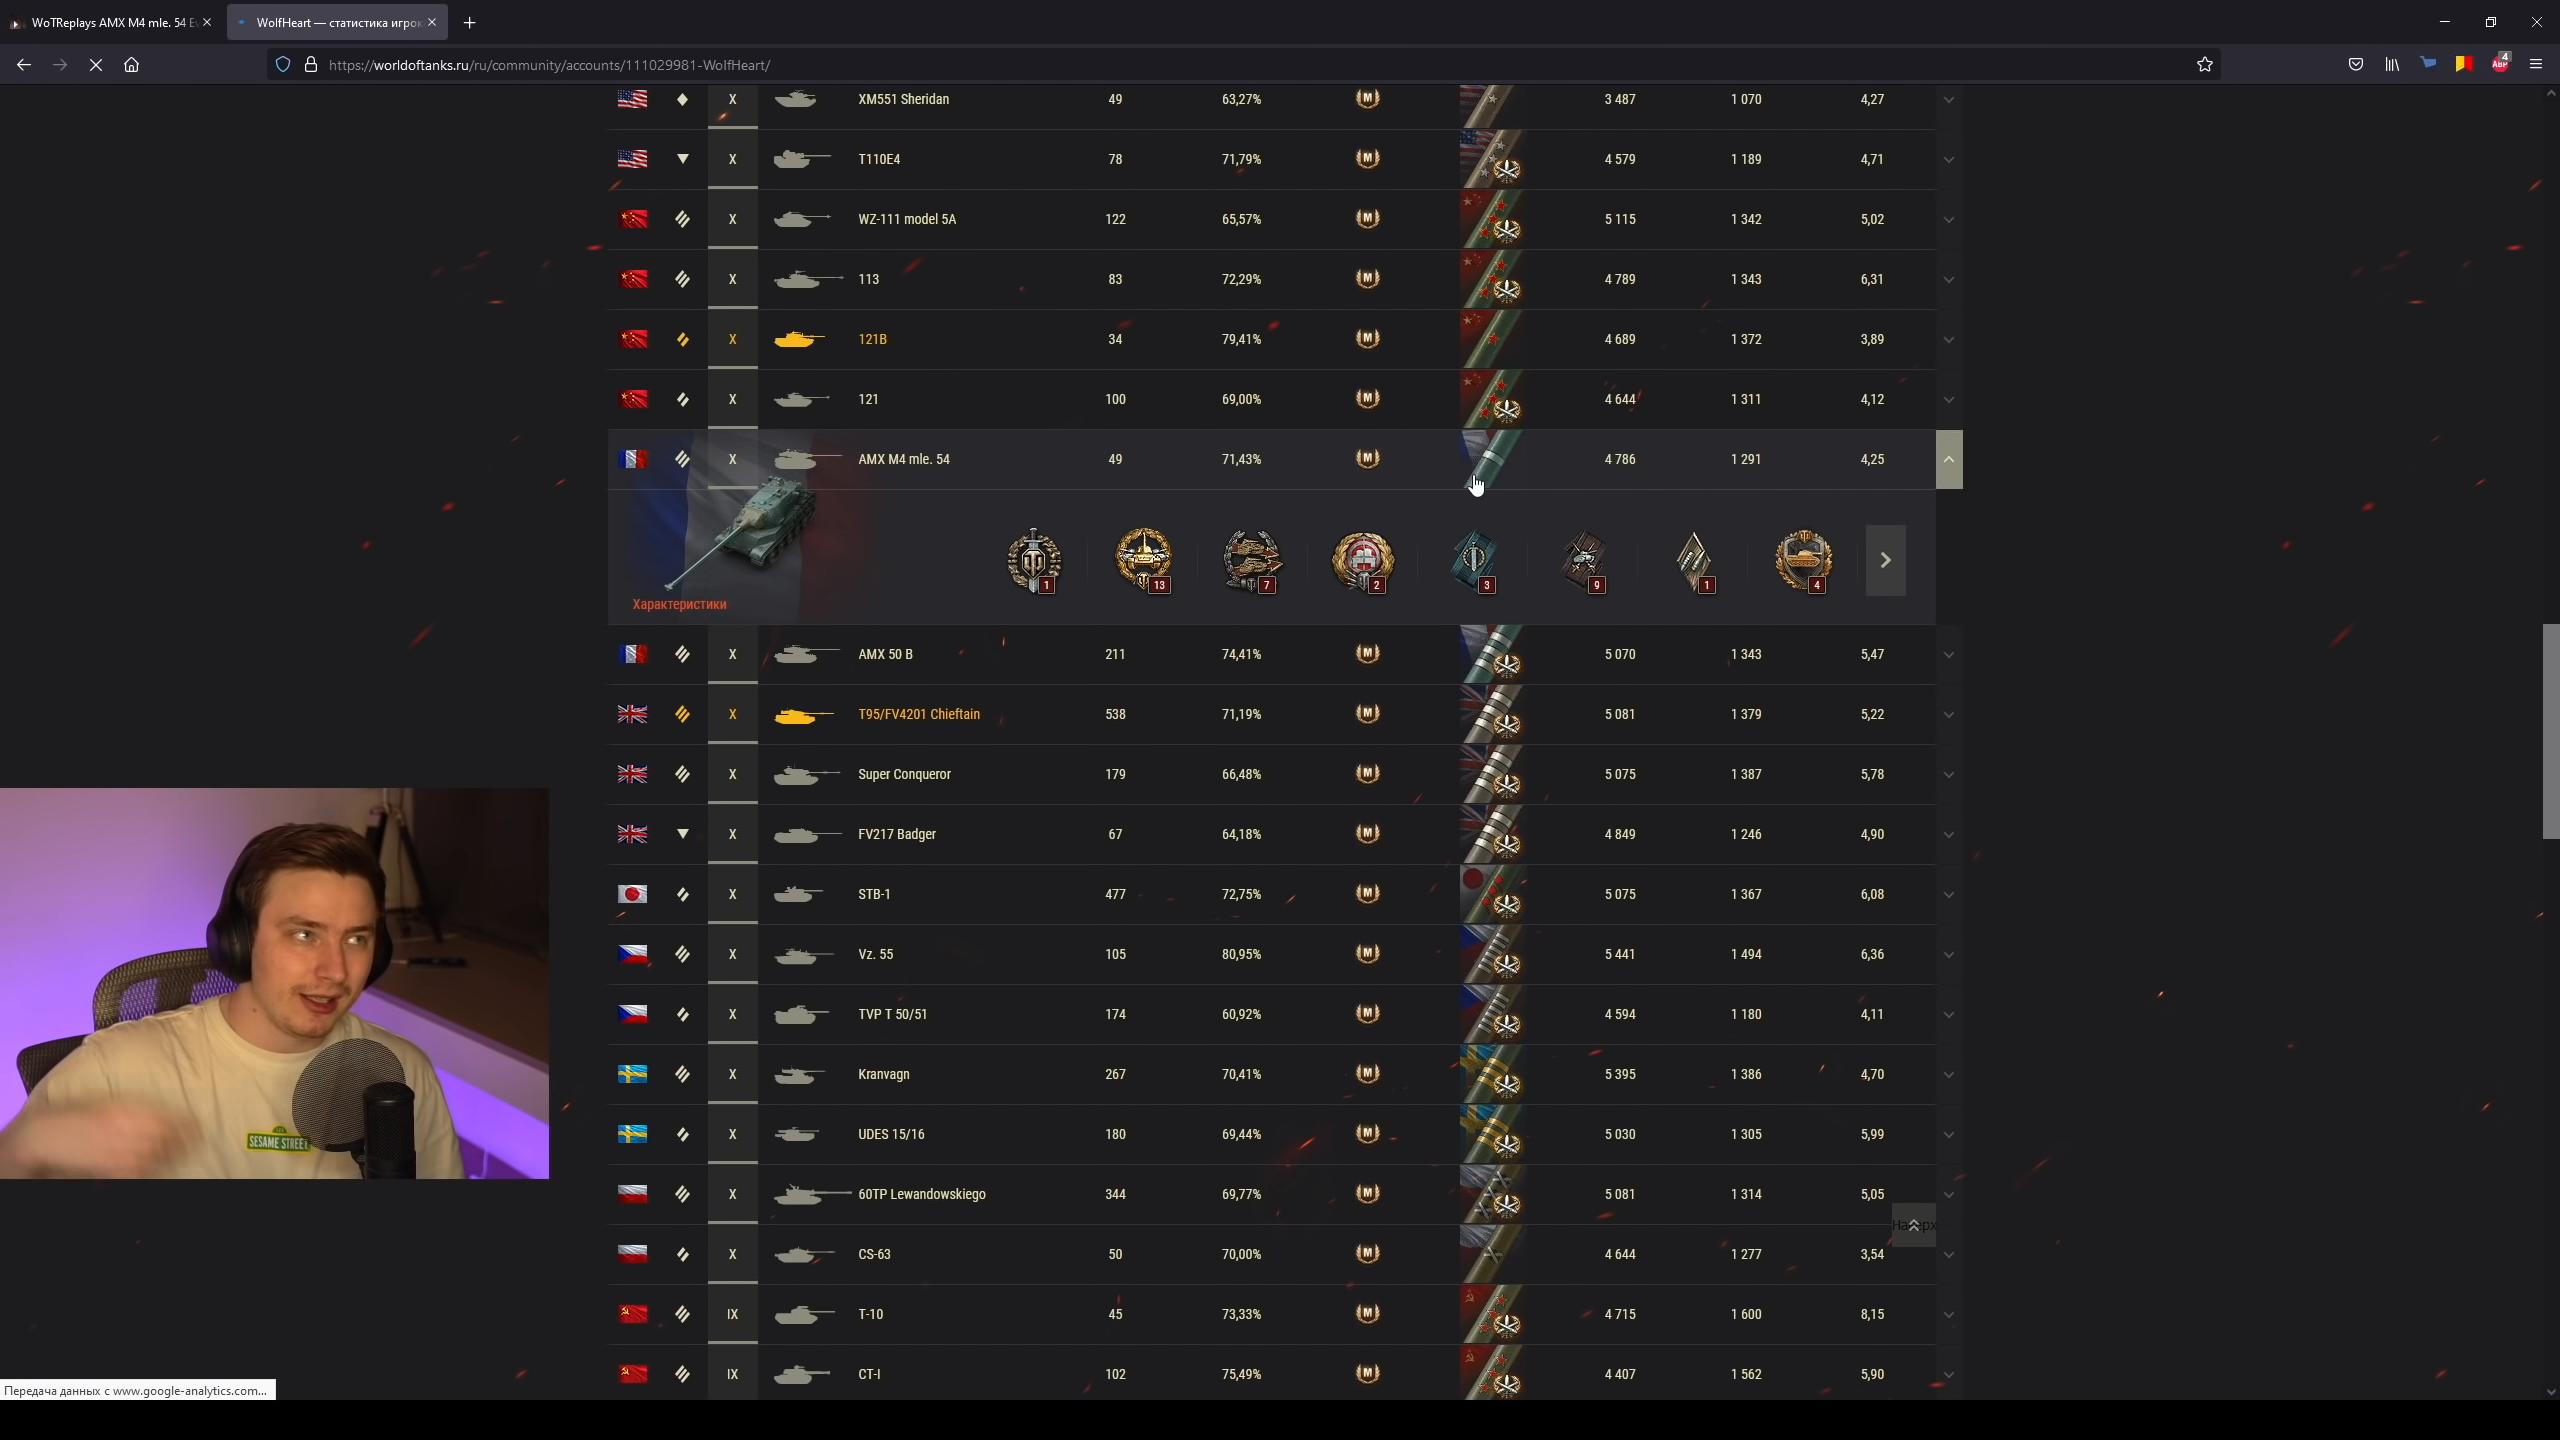 WoTReplays AMX M4 mle. 54 Ev
WolfHeart — статистика игрок
https://worldoftanks.ru/ru/community/accounts/111029981-WolfHeart/
ABP 4
X XM551 Sheridan 49 63,27% M 3 487 1 070 4,27
X T110E4 78 71,79% M 4 579 1 189 4,71
X WZ-111 model 5A 122 65,57% M 5 115 1 342 5,02
X 113 83 72,29% M 4 789 1 343 6,31
X 121B 34 79,41% M 4 689 1 372 3,89
X 121 100 69,00% M 4 644 1 311 4,12
X AMX M4 mle. 54 49 71,43% M 4 786 1 291 4,25
1 13 7 2 3 9 1 4
Характеристики
X AMX 50 B 211 74,41% M 5 070 1 343 5,47
X T95/FV4201 Chieftain 538 71,19% M 5 081 1 379 5,22
X Super Conqueror 179 66,48% M 5 075 1 387 5,78
X FV217 Badger 67 64,18% M 4 849 1 246 4,90
X STB-1 477 72,75% M 5 075 1 367 6,08
X Vz. 55 105 80,95% M 5 441 1 494 6,36
X TVP T 50/51 174 60,92% M 4 594 1 180 4,11
X Kranvagn 267 70,41% M 5 395 1 386 4,70
X UDES 15/16 180 69,44% M 5 030 1 305 5,99
X 60TP Lewandowskiego 344 69,77% M 5 081 1 314 5,05
X CS-63 50 70,00% M 4 644 1 277 3,54
IX T-10 45 73,33% M 4 715 1 600 8,15
IX СТ-I 102 75,49% M 4 407 1 562 5,90
SESAME STREET
Передача данных с www.google-analytics.com...